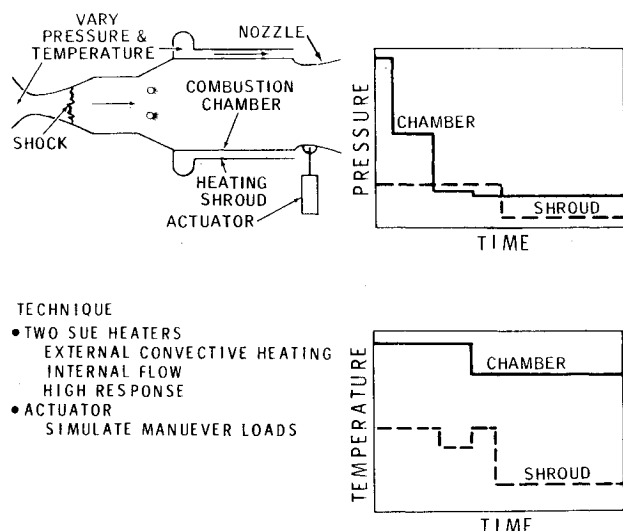 VARY
PRESSURE &
TEMPERATURE
NOZZLE
COMBUSTION
CHAMBER
SHOCK
HEATING
SHROUD
ACTUATOR
PRESSURE
CHAMBER
SHROUD
TIME
TECHNIQUE
• TWO SUE HEATERS
EXTERNAL CONVECTIVE HEATING
INTERNAL FLOW
HIGH RESPONSE
• ACTUATOR
SIMULATE MANUEVER LOADS
TEMPERATURE
CHAMBER
SHROUD
TIME